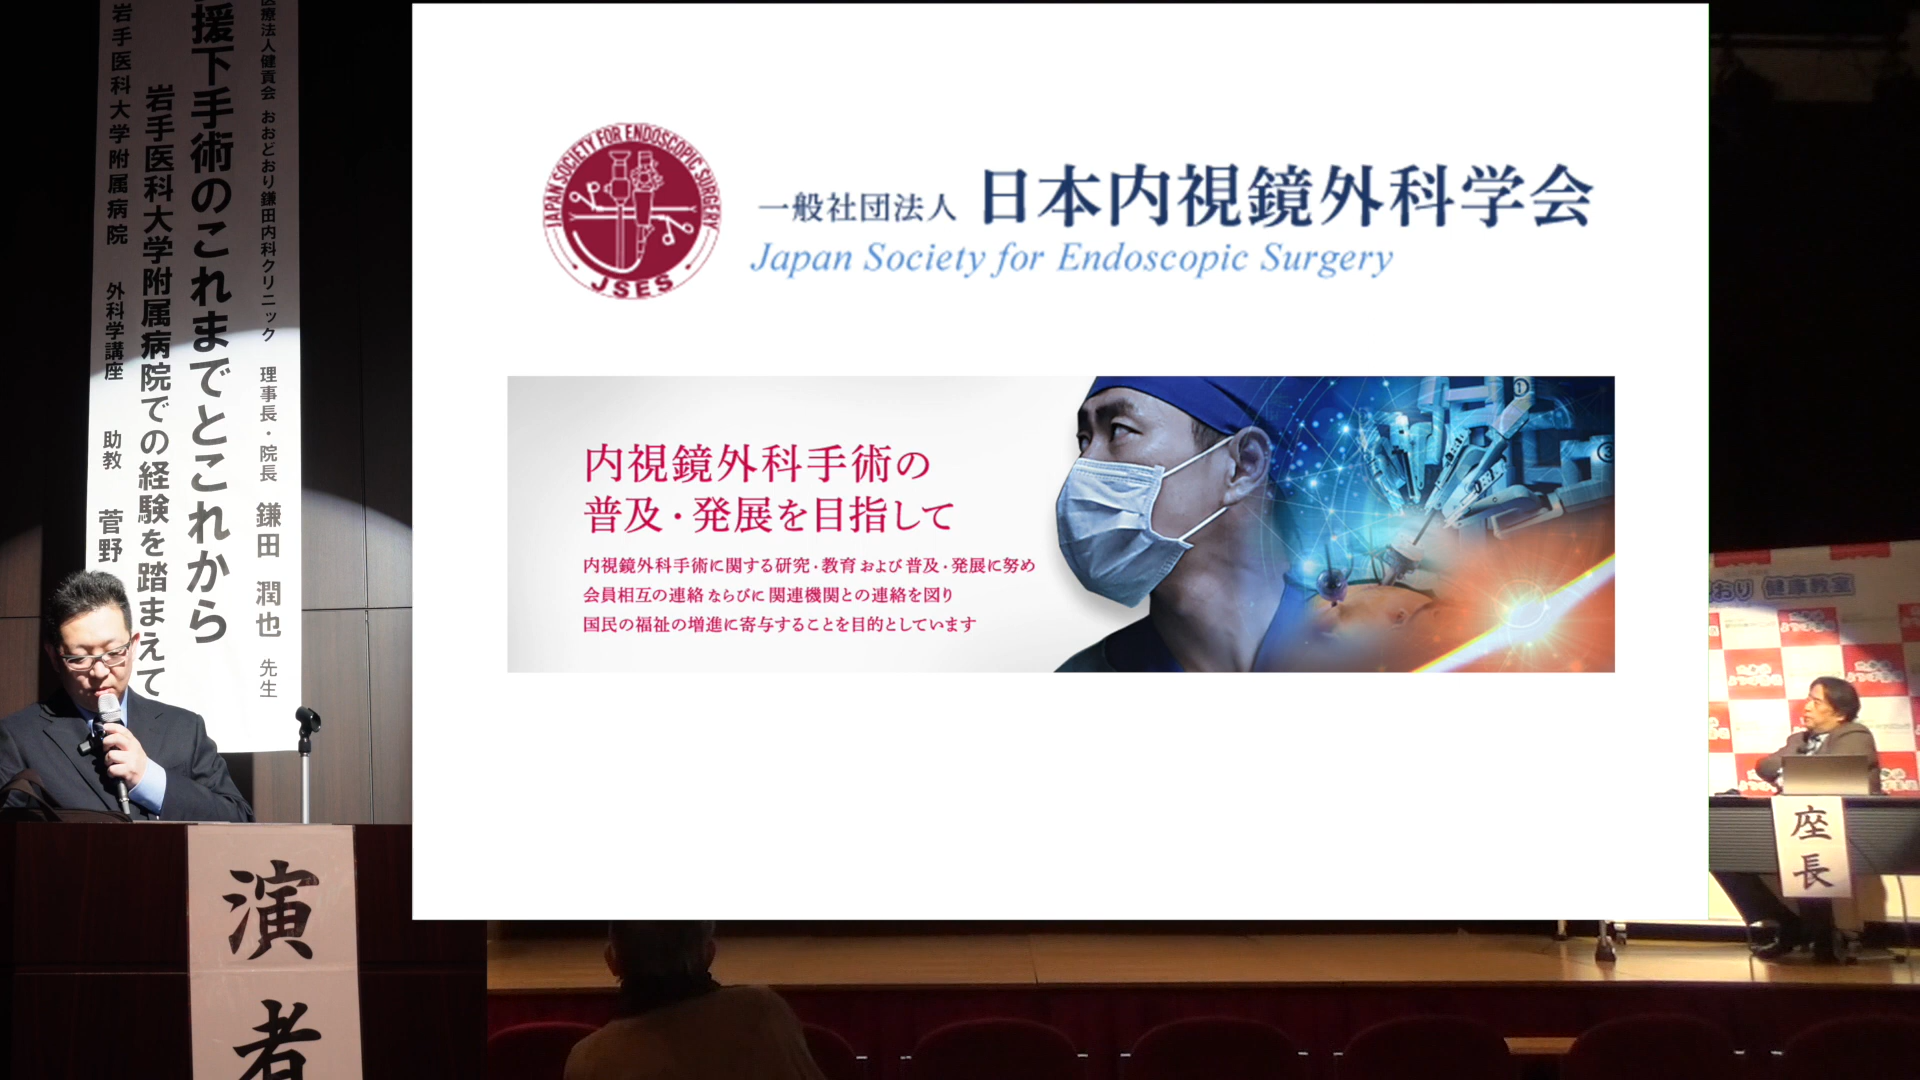 医療法人健貢会 おおどおり鎌田内科クリニック 理事長・院長 鎌田 潤也 先生
援下手術のこれまでとこれから
岩手医科大学附属病院での経験を踏まえて
岩手医科大学附属病院 外科学講座 助教 菅野
演者
JAPAN SOCIETY FOR ENDOSCOPIC SURGERY
JSES
一般社団法人 日本内視鏡外科学会
Japan Society for Endoscopic Surgery
内視鏡外科手術の
普及・発展を目指して
内視鏡外科手術に関する研究・教育および普及・発展に努め
会員相互の連絡ならびに関連機関との連絡を図り
国民の福祉の増進に寄与することを目的としています
①
③
おり 健康教室
座長